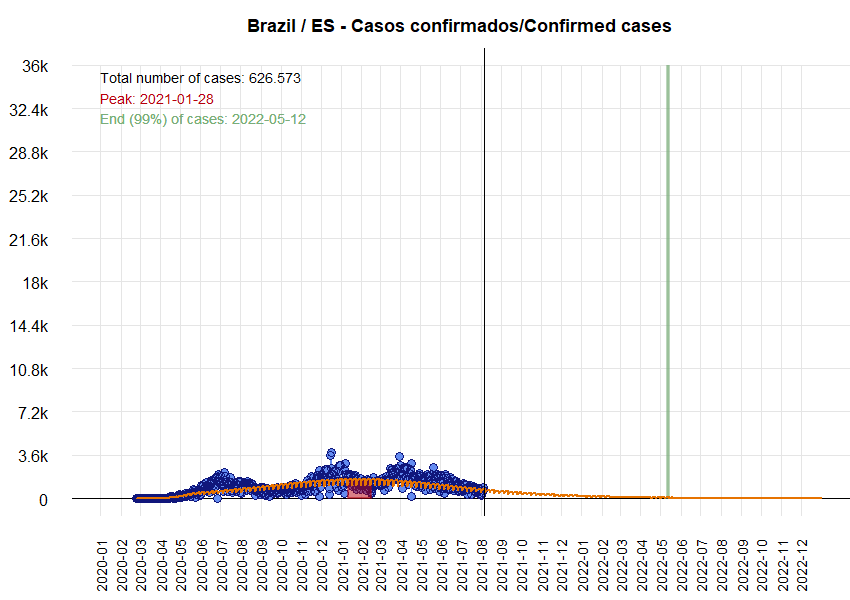 Brazil / ES - Casos confirmados/Confirmed cases
36k
Total number of cases: 626.573
Peak: 2021-01-28
End (99%) of cases: 2022-05-12
32.4k
28.8k
25.2k
21.6k
18k
14.4k
10.8k
7.2k
3.6k
0
2020-01
2020-02
2020-03
2020-04
2020-05
2020-06
2020-07
2020-08
2020-09
2020-10
2020-11
2020-12
2021-01
2021-02
2021-03
2021-04
2021-05
2021-06
2021-07
2021-08
2021-09
2021-10
2021-11
2021-12
2022-01
2022-02
2022-03
2022-04
2022-05
2022-06
2022-07
2022-08
2022-09
2022-10
2022-11
2022-12